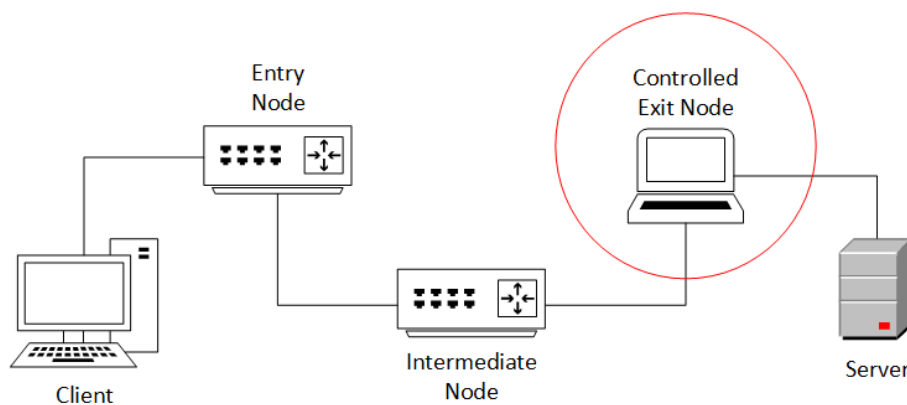 Entry
Node
Controlled
Exit Node
Client
Intermediate
Node
Server